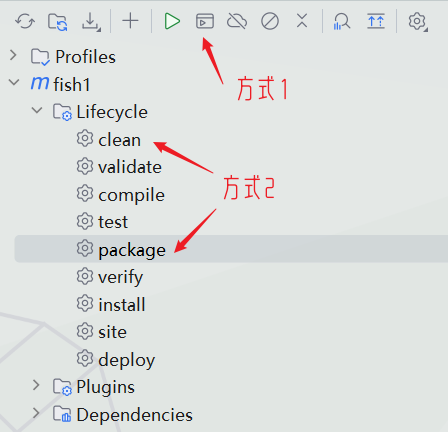 方式1
Profiles
m fish1
Lifecycle
clean
validate
方式2
compile
test
package
verify
install
site
deploy
Plugins
Dependencies